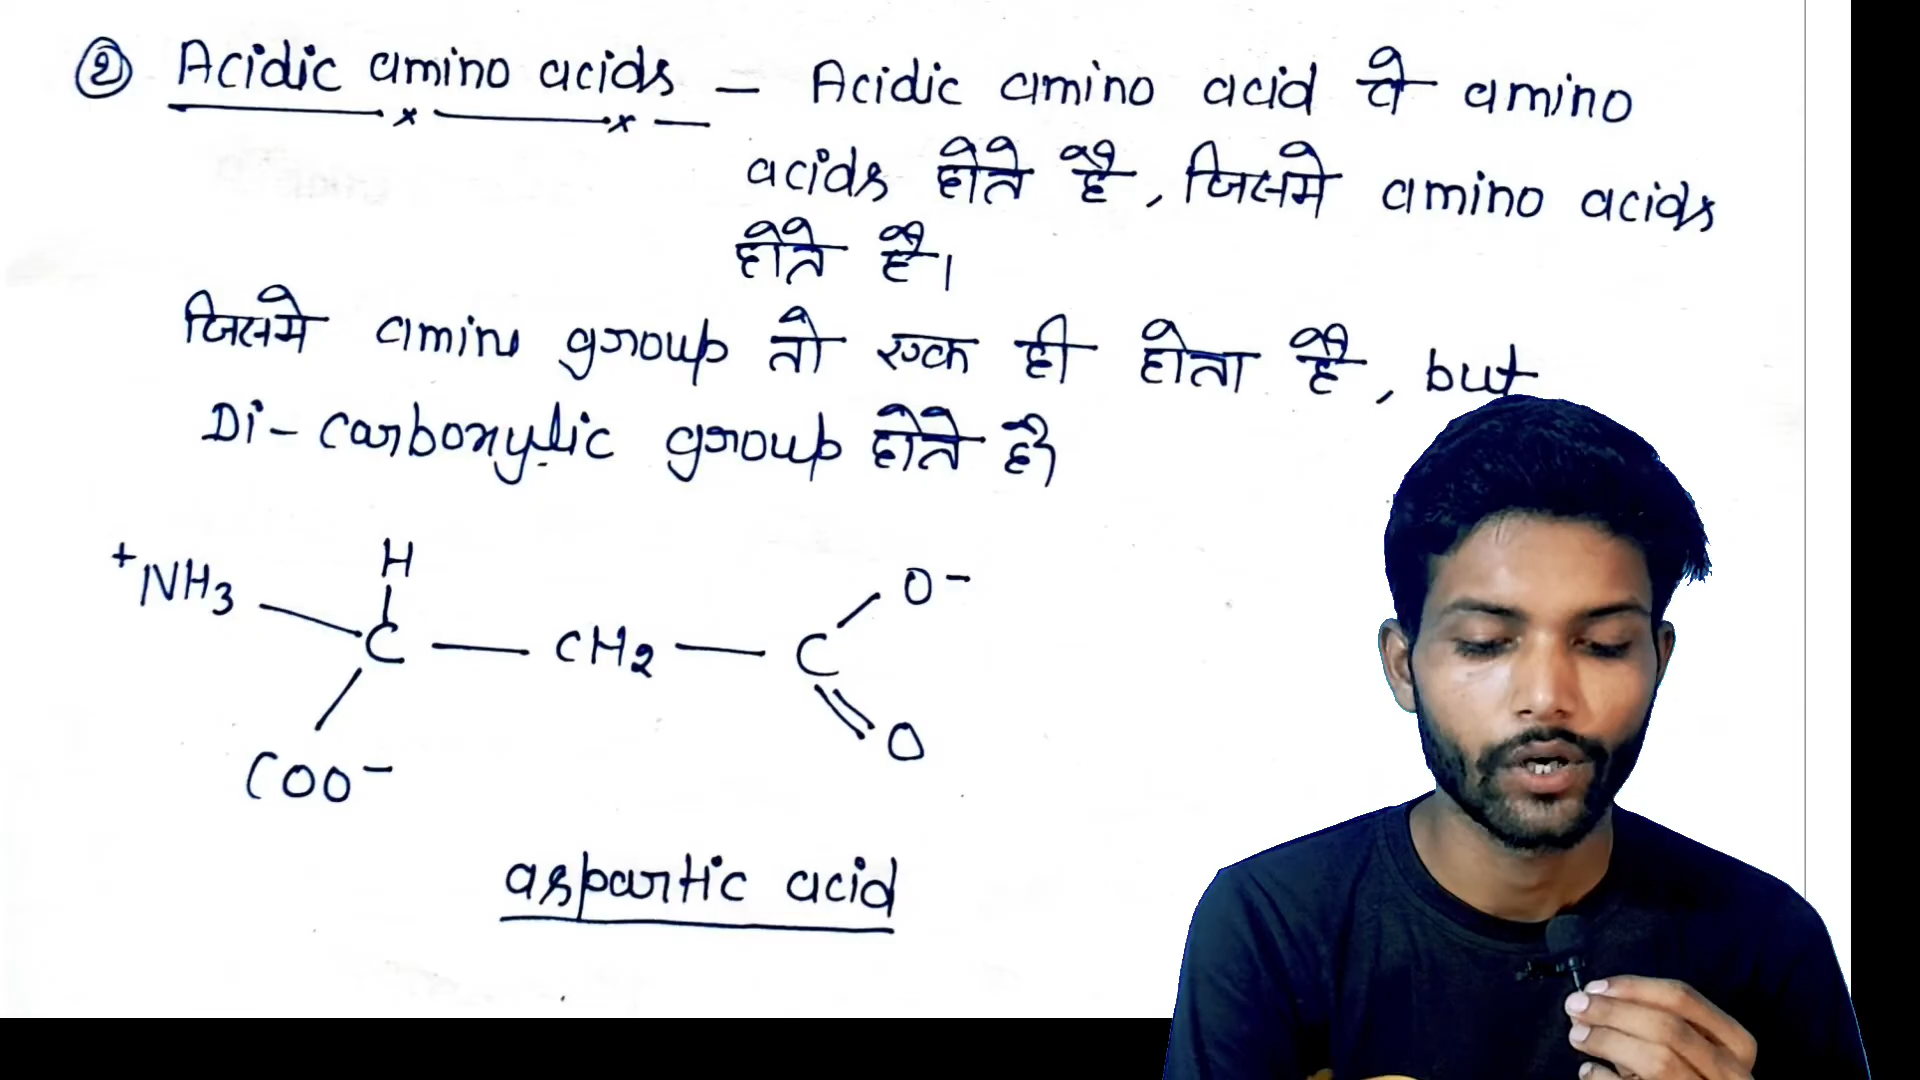 ② Acidic amino acids – Acidic amino acid वे amino
acids होते है, जिसमे amino acids
होते है।
जिसमे amino group तो एक ही होता है, but
Di-carboxylic group होते है
⁺NH₃
H
C
CH₂
C
O⁻
O
COO⁻
aspartic acid